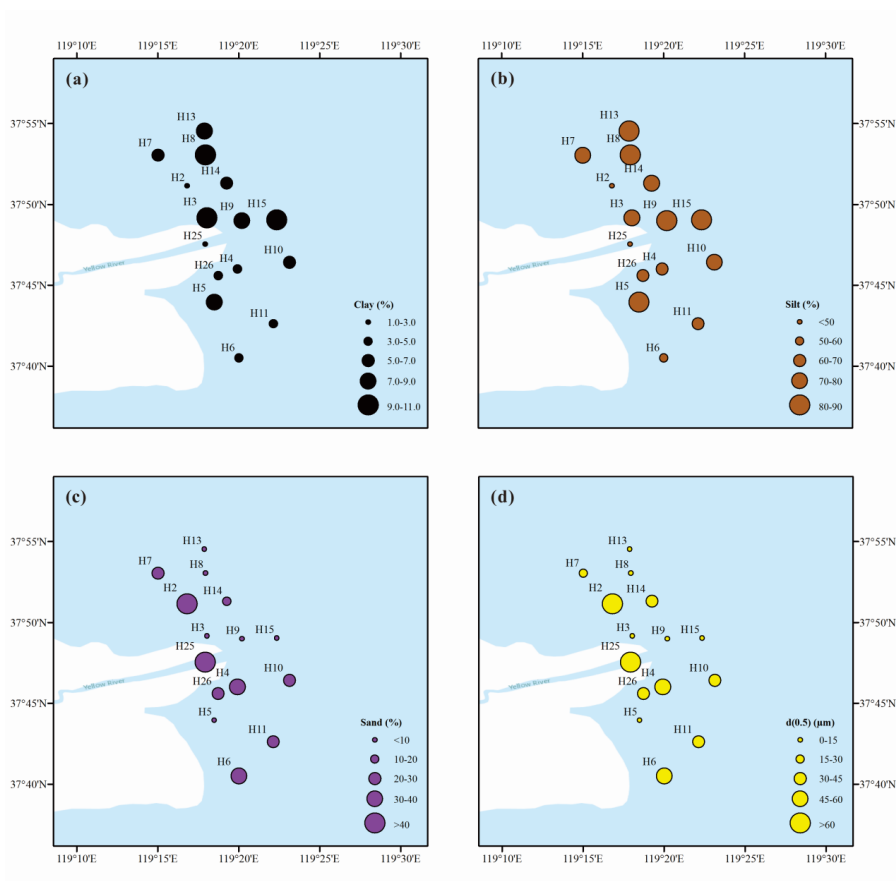 119°10'E 119°15'E 119°20'E 119°25'E 119°30'E
119°10'E 119°15'E 119°20'E 119°25'E 119°30'E
(a)
37°55'N
37°50'N
37°45'N
37°40'N
H13
H7
H8
H2
H14
H3
H9
H15
H25
H4
H10
H26
H5
H11
H6
Yellow River
Clay (%)
1.0-3.0
3.0-5.0
5.0-7.0
7.0-9.0
9.0-11.0
(b)
37°55'N
37°50'N
37°45'N
37°40'N
H13
H7
H8
H2
H14
H3
H9
H15
H25
H4
H10
H26
H5
H11
H6
Yellow River
Silt (%)
<50
50-60
60-70
70-80
80-90
(c)
37°55'N
37°50'N
37°45'N
37°40'N
H13
H7
H8
H2
H14
H3
H9
H15
H25
H4
H10
H26
H5
H11
H6
Yellow River
Sand (%)
<10
10-20
20-30
30-40
>40
(d)
37°55'N
37°50'N
37°45'N
37°40'N
H13
H7
H8
H2
H14
H3
H9
H15
H25
H4
H10
H26
H5
H11
H6
Yellow River
d(0.5) (μm)
0-15
15-30
30-45
45-60
>60
119°10'E 119°15'E 119°20'E 119°25'E 119°30'E
119°10'E 119°15'E 119°20'E 119°25'E 119°30'E